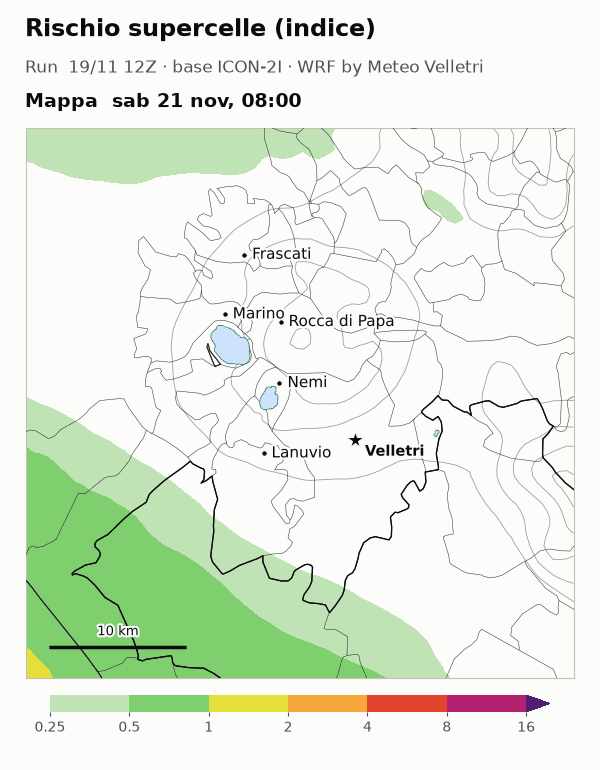 Rischio supercelle (indice)
Run  19/11 12Z · base ICON-2I · WRF by Meteo Velletri
Mappa  sab 21 nov, 08:00
Frascati
Marino
Rocca di Papa
Nemi
Velletri
Lanuvio
10 km
0.25 0.5 1 2 4 8 16